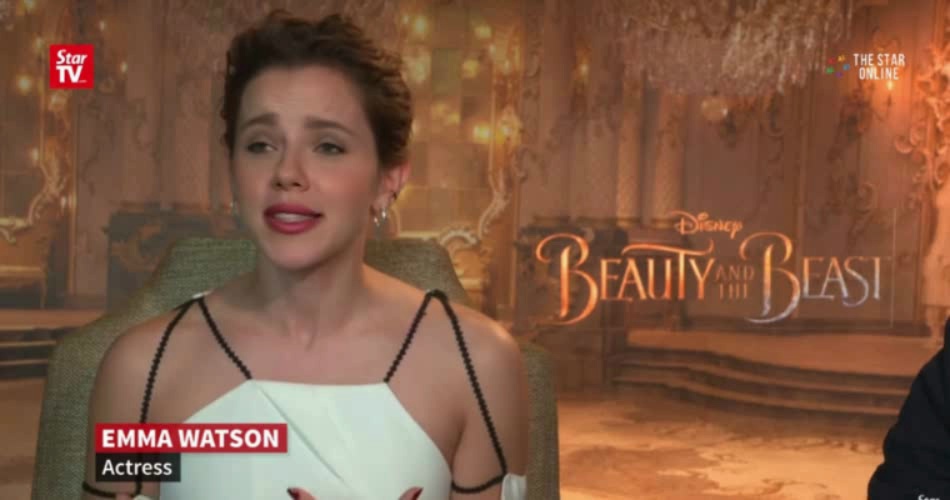 Star
TV
THE STAR
ONLINE
Disney
BEAUTY AND THE BEAST
EMMA WATSON
Actress